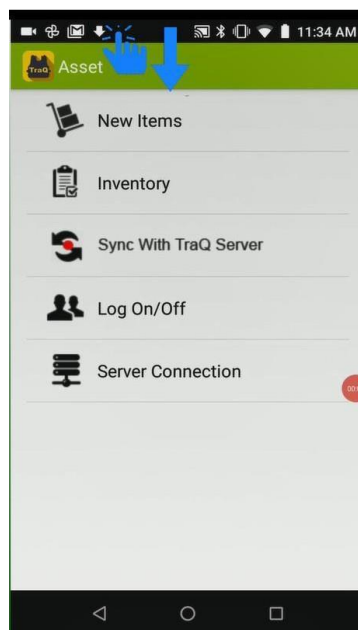 11:34 AM
TraQ
Asset
New Items
Inventory
Sync With TraQ Server
Log On/Off
Server Connection